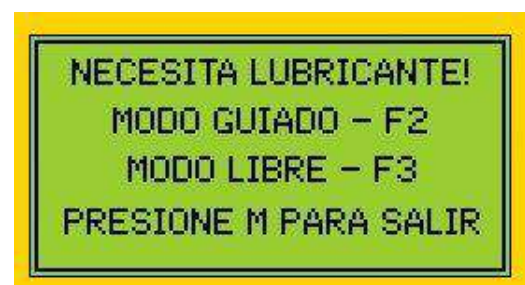 NECESITA LUBRICANTE!
MODO GUIADO - F2
MODO LIBRE - F3
PRESIONE M PARA SALIR